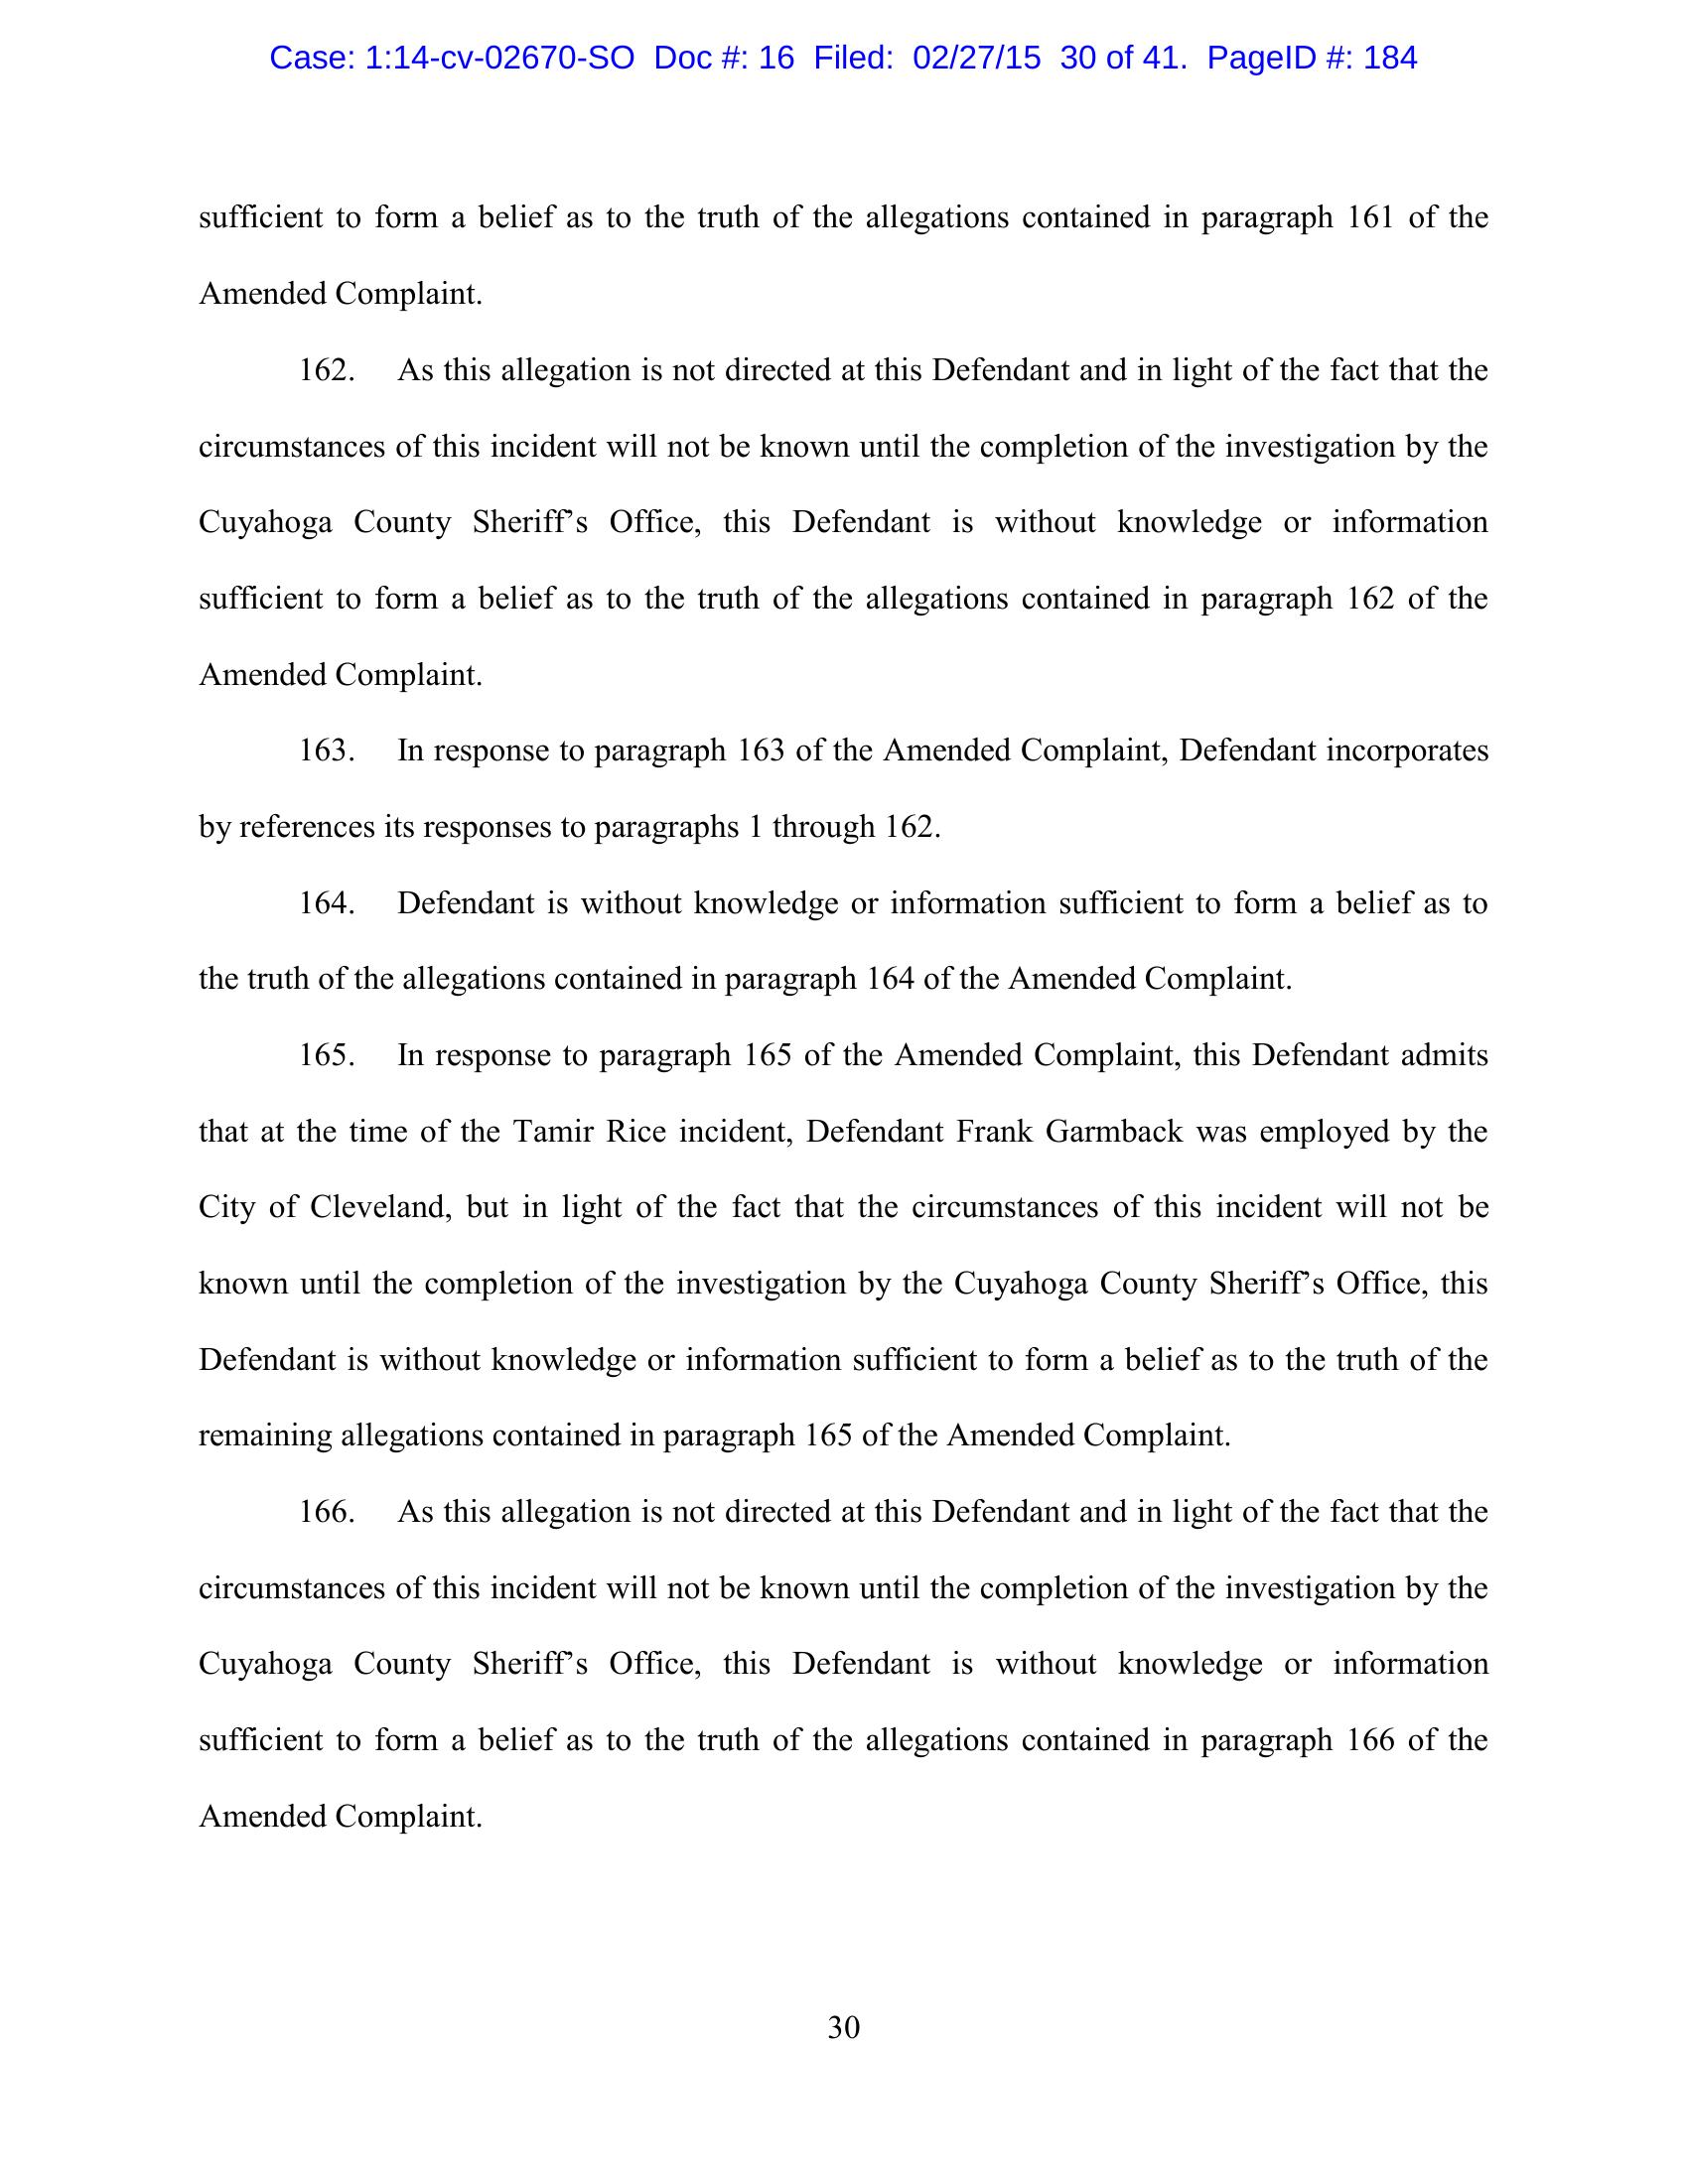 Case: 1:14-cv-02670-SO Doc #: 16 Filed: 02/27/15 30 of 41. PageID #: 184
sufficient to form a belief as to the truth of the allegations contained in paragraph 161 of the
Amended Complaint.
162. As this allegation is not directed at this Defendant and in light of the fact that the
circumstances of this incident will not be known until the completion of the investigation by the
Cuyahoga County Sheriff’s Office, this Defendant is without knowledge or information
sufficient to form a belief as to the truth of the allegations contained in paragraph 162 of the
Amended Complaint.
163. In response to paragraph 163 of the Amended Complaint, Defendant incorporates
by references its responses to paragraphs 1 through 162.
164. Defendant is without knowledge or information sufficient to form a belief as to
the truth of the allegations contained in paragraph 164 of the Amended Complaint.
165. In response to paragraph 165 of the Amended Complaint, this Defendant admits
that at the time of the Tamir Rice incident, Defendant Frank Garmback was employed by the
City of Cleveland, but in light of the fact that the circumstances of this incident will not be
known until the completion of the investigation by the Cuyahoga County Sheriff’s Office, this
Defendant is without knowledge or information sufficient to form a belief as to the truth of the
remaining allegations contained in paragraph 165 of the Amended Complaint.
166. As this allegation is not directed at this Defendant and in light of the fact that the
circumstances of this incident will not be known until the completion of the investigation by the
Cuyahoga County Sheriff’s Office, this Defendant is without knowledge or information
sufficient to form a belief as to the truth of the allegations contained in paragraph 166 of the
Amended Complaint.
30